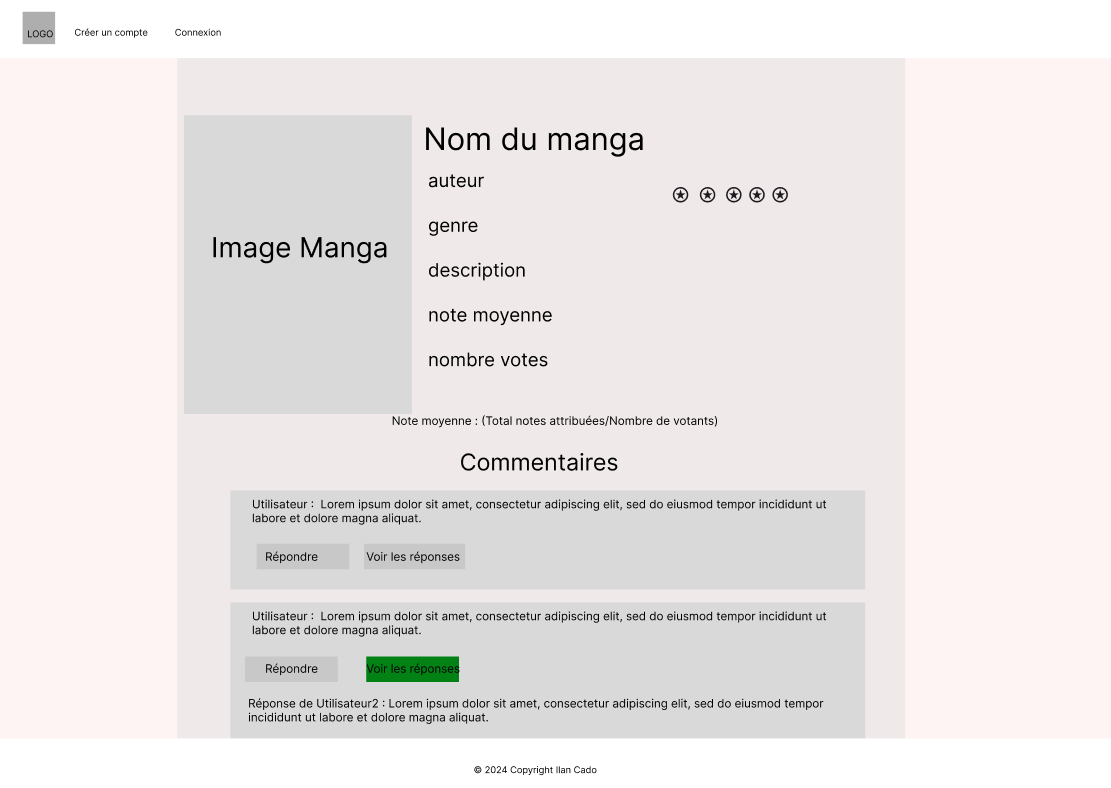 LOGO
Créer un compte
Connexion
Nom du manga
auteur
genre
Image Manga
description
note moyenne
nombre votes
Note moyenne : (Total notes attribuées/Nombre de votants)
Commentaires
Utilisateur :  Lorem ipsum dolor sit amet, consectetur adipiscing elit, sed do eiusmod tempor incididunt ut
labore et dolore magna aliquat.
Répondre
Voir les réponses
Utilisateur :  Lorem ipsum dolor sit amet, consectetur adipiscing elit, sed do eiusmod tempor incididunt ut
labore et dolore magna aliquat.
Répondre
Voir les réponses
Réponse de Utilisateur2 : Lorem ipsum dolor sit amet, consectetur adipiscing elit, sed do eiusmod tempor
incididunt ut labore et dolore magna aliquat.
© 2024 Copyright Ilan Cado